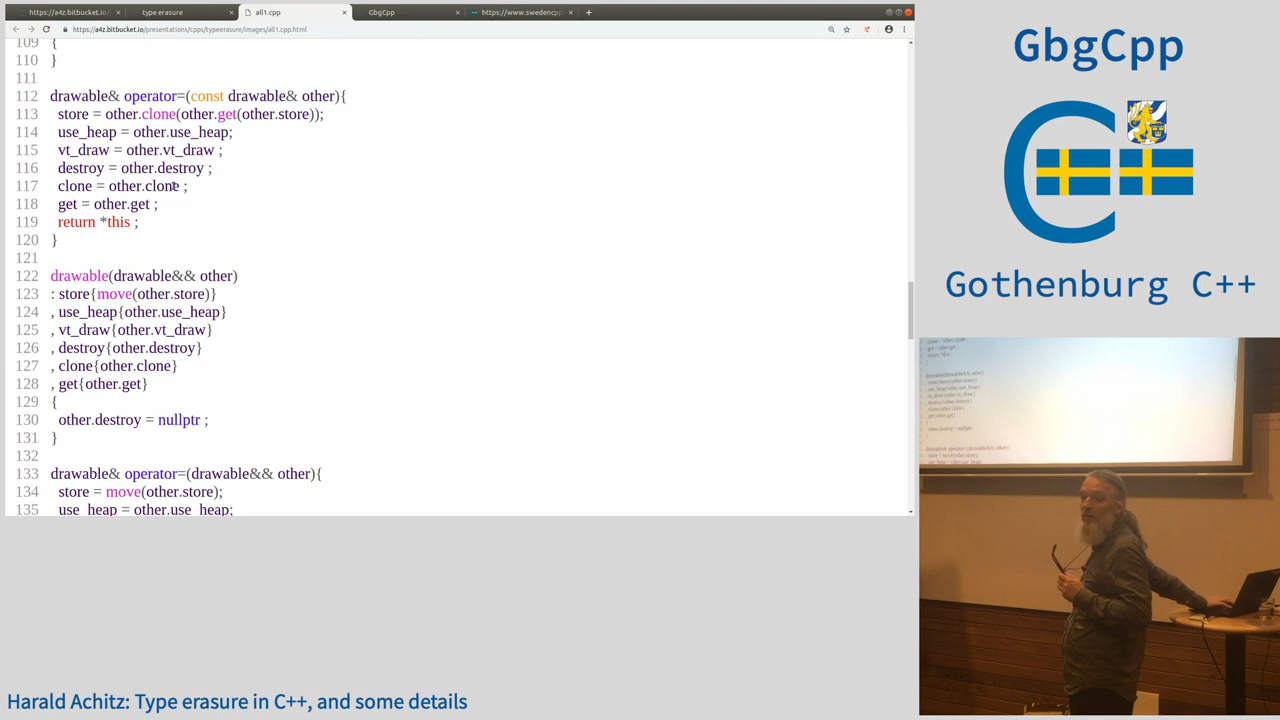 https://a4z.bitbucket.io/
type erasure
all1.cpp
GbgCpp
https://www.swedencpp
https://a4z.bitbucket.io/presentations/cpps/typeerasure/images/all1.cpp.html
109 {
110 }
111
112 drawable& operator=(const drawable& other){
113 store = other.clone(other.get(other.store));
114 use_heap = other.use_heap;
115 vt_draw = other.vt_draw ;
116 destroy = other.destroy ;
117 clone = other.clone ;
118 get = other.get ;
119 return *this ;
120 }
121
122 drawable(drawable&& other)
123 : store{move(other.store)}
124 , use_heap{other.use_heap}
125 , vt_draw{other.vt_draw}
126 , destroy{other.destroy}
127 , clone{other.clone}
128 , get{other.get}
129 {
130 other.destroy = nullptr ;
131 }
132
133 drawable& operator=(drawable&& other){
134 store = move(other.store);
135 use_heap = other.use_heap;
GbgCpp
Gothenburg C++
Harald Achitz: Type erasure in C++, and some details